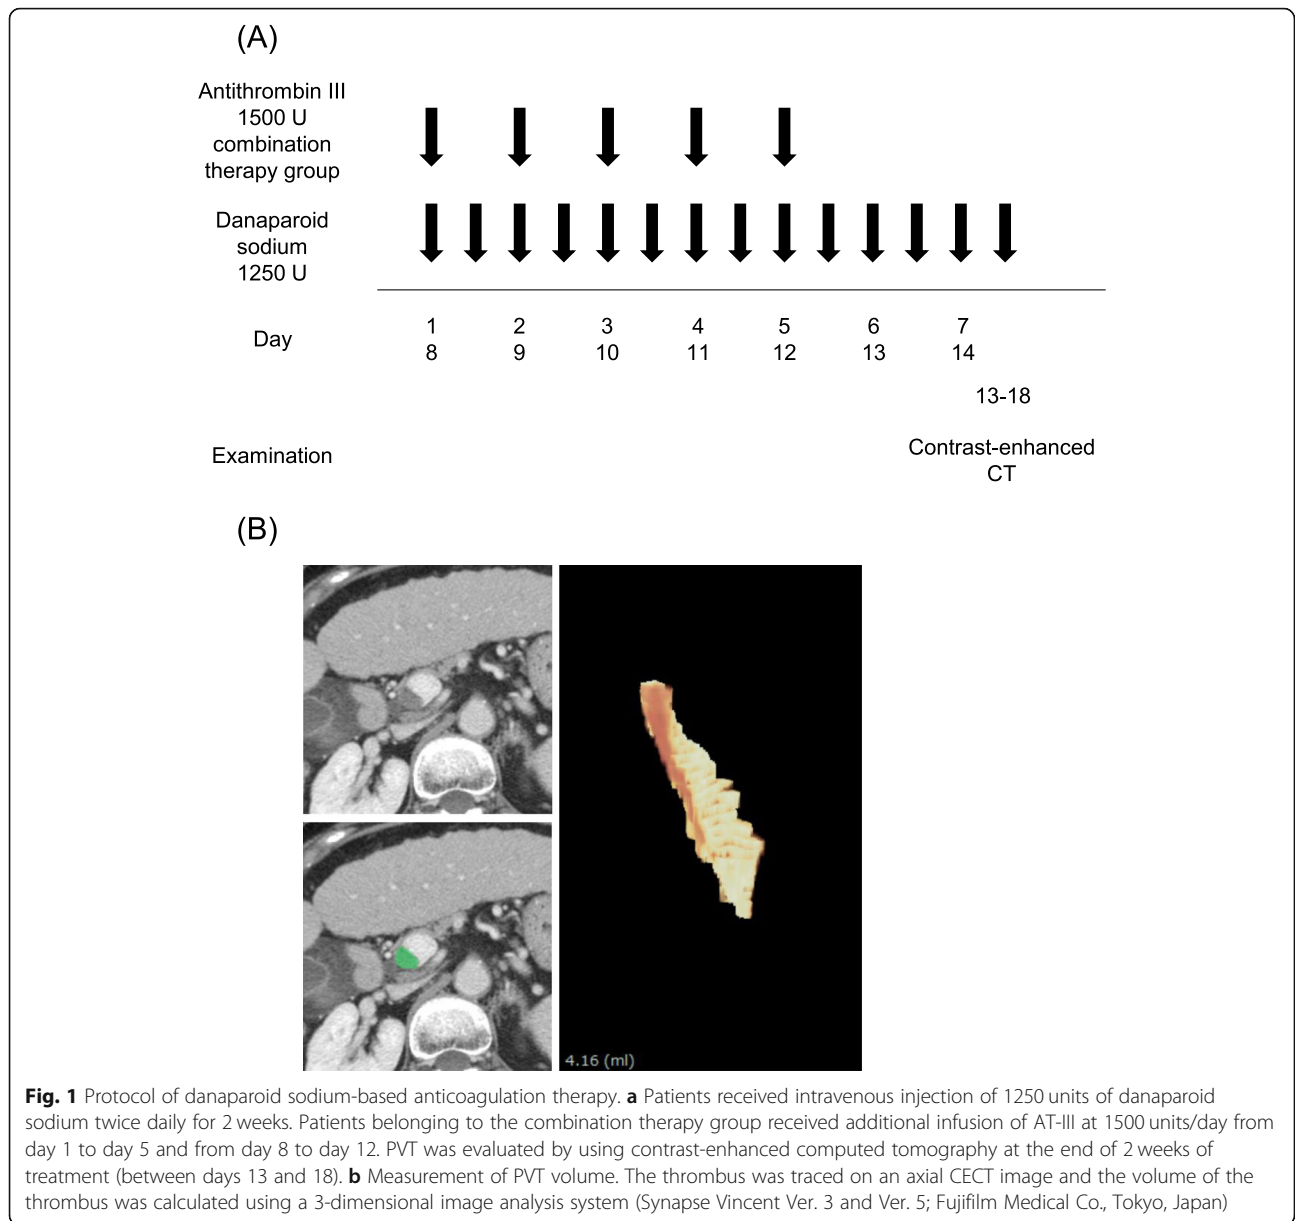 (A)
Antithrombin III
1500 U
combination
therapy group
Danaparoid
sodium
1250 U
Day
1 2 3 4 5 6 7
8 9 10 11 12 13 14
13-18
Examination
Contrast-enhanced
CT
(B)
4.16 (ml)
Fig. 1 Protocol of danaparoid sodium-based anticoagulation therapy. a Patients received intravenous injection of 1250 units of danaparoid
sodium twice daily for 2 weeks. Patients belonging to the combination therapy group received additional infusion of AT-III at 1500 units/day from
day 1 to day 5 and from day 8 to day 12. PVT was evaluated by using contrast-enhanced computed tomography at the end of 2 weeks of
treatment (between days 13 and 18). b Measurement of PVT volume. The thrombus was traced on an axial CECT image and the volume of the
thrombus was calculated using a 3-dimensional image analysis system (Synapse Vincent Ver. 3 and Ver. 5; Fujifilm Medical Co., Tokyo, Japan)